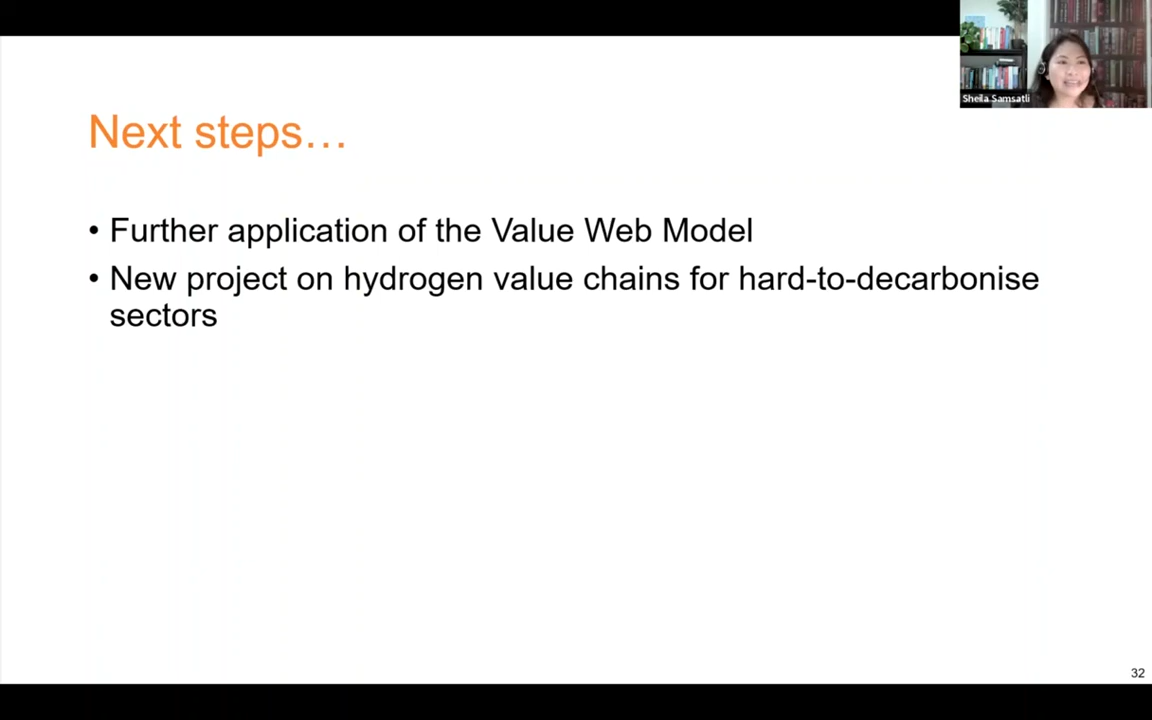 Sheila Samsatli
Next steps…
• Further application of the Value Web Model
• New project on hydrogen value chains for hard-to-decarbonise
sectors
32